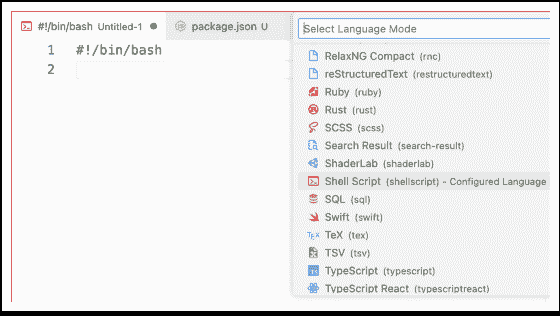 #!/bin/bash Untitled-1 package.json U
1 #!/bin/bash
2
Select Language Mode
RelaxNG Compact (rnc)
reStructuredText (restructuredtext)
Ruby (ruby)
Rust (rust)
SCSS (scss)
Search Result (search-result)
ShaderLab (shaderlab)
Shell Script (shellscript) - Configured Language
SQL (sql)
Swift (swift)
TeX (tex)
TSV (tsv)
TypeScript (typescript)
TypeScript React (typescriptreact)